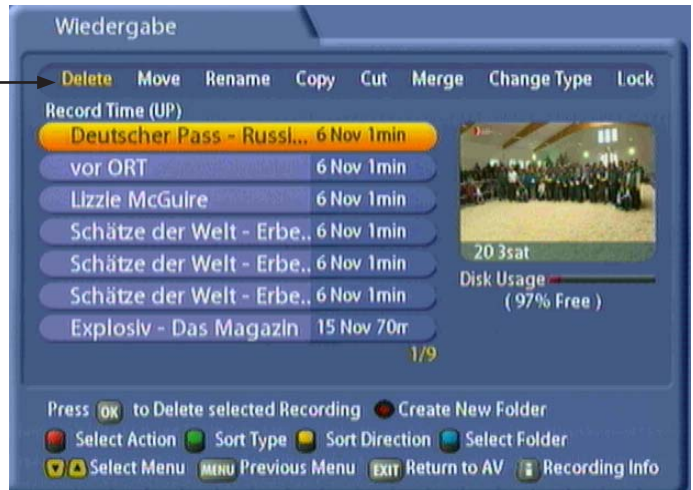 Wiedergabe
Delete Move Rename Copy Cut Merge Change Type Lock
Record Time (UP)
Deutscher Pass - Russi... 6 Nov 1min
vor ORT 6 Nov 1min
Lizzie McGuire 6 Nov 1min
Schätze der Welt - Erbe.. 6 Nov 1min
Schätze der Welt - Erbe.. 6 Nov 1min
Schätze der Welt - Erbe.. 6 Nov 1min
Explosiv - Das Magazin 15 Nov 70m
1/9
20 3sat
Disk Usage
( 97% Free )
Press OK to Delete selected Recording Create New Folder
Select Action Sort Type Sort Direction Select Folder
Select Menu MENU Previous Menu EXIT Return to AV i Recording Info